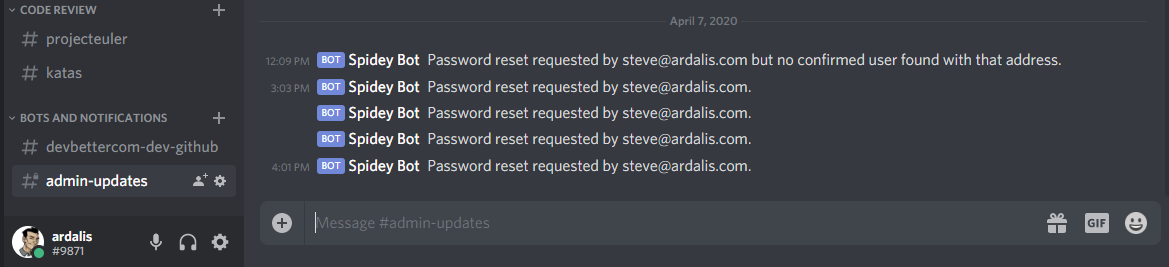 CODE REVIEW
# projecteuler
# katas
BOTS AND NOTIFICATIONS
# devbettercom-dev-github
# admin-updates
ardalis
#9871
April 7, 2020
12:09 PM BOT Spidey Bot Password reset requested by steve@ardalis.com but no confirmed user found with that address.
3:03 PM BOT Spidey Bot Password reset requested by steve@ardalis.com.
BOT Spidey Bot Password reset requested by steve@ardalis.com.
BOT Spidey Bot Password reset requested by steve@ardalis.com.
4:01 PM BOT Spidey Bot Password reset requested by steve@ardalis.com.
Message #admin-updates
GIF